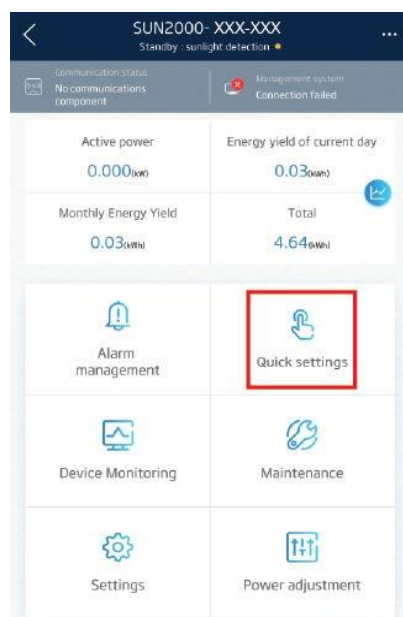 SUN2000- XXX-XXX
Standby : sunlight detection
Communication status
No communications
component
Management system
Connection failed
Active power
0.000(kW)
Energy yield of current day
0.03(kWh)
Monthly Energy Yield
0.03(kWh)
Total
4.64(kWh)
Alarm
management
Quick settings
Device Monitoring
Maintenance
Settings
Power adjustment